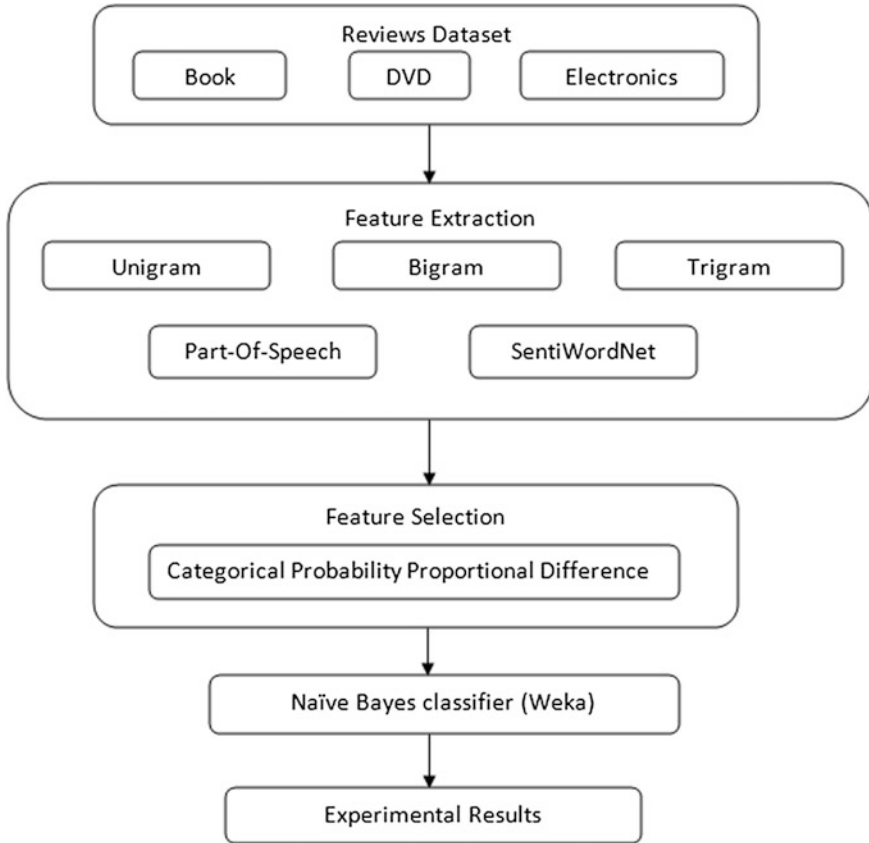 Reviews Dataset
Book DVD Electronics
Feature Extraction
Unigram Bigram Trigram
Part-Of-Speech SentiWordNet
Feature Selection
Categorical Probability Proportional Difference
Naïve Bayes classifier (Weka)
Experimental Results